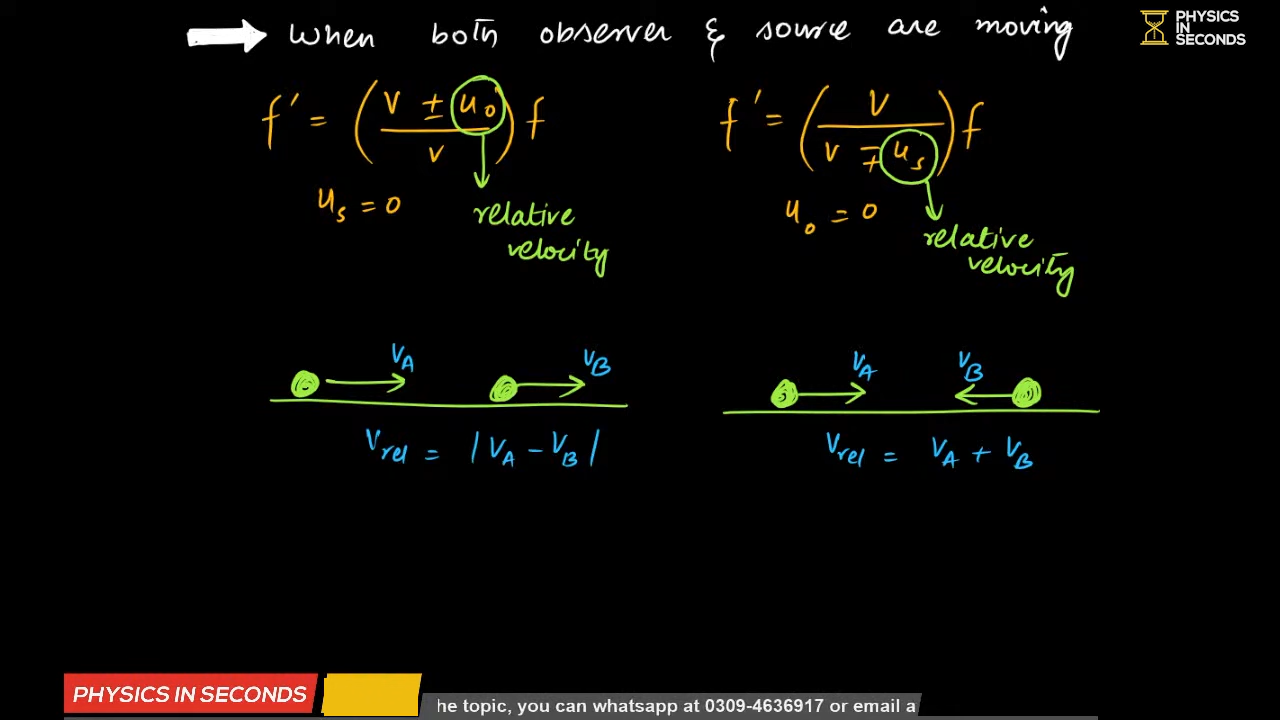 When both observer & source are moving
PHYSICS
IN
SECONDS
f' = (V ± u₀ / v) f
uₛ = 0
relative
velocity
f' = (V / v ∓ uₛ) f
u₀ = 0
relative
velocity
V_A
V_B
V_rel = |V_A - V_B|
V_A
V_B
V_rel = V_A + V_B
PHYSICS IN SECONDS
he topic, you can whatsapp at 0309-4636917 or email a